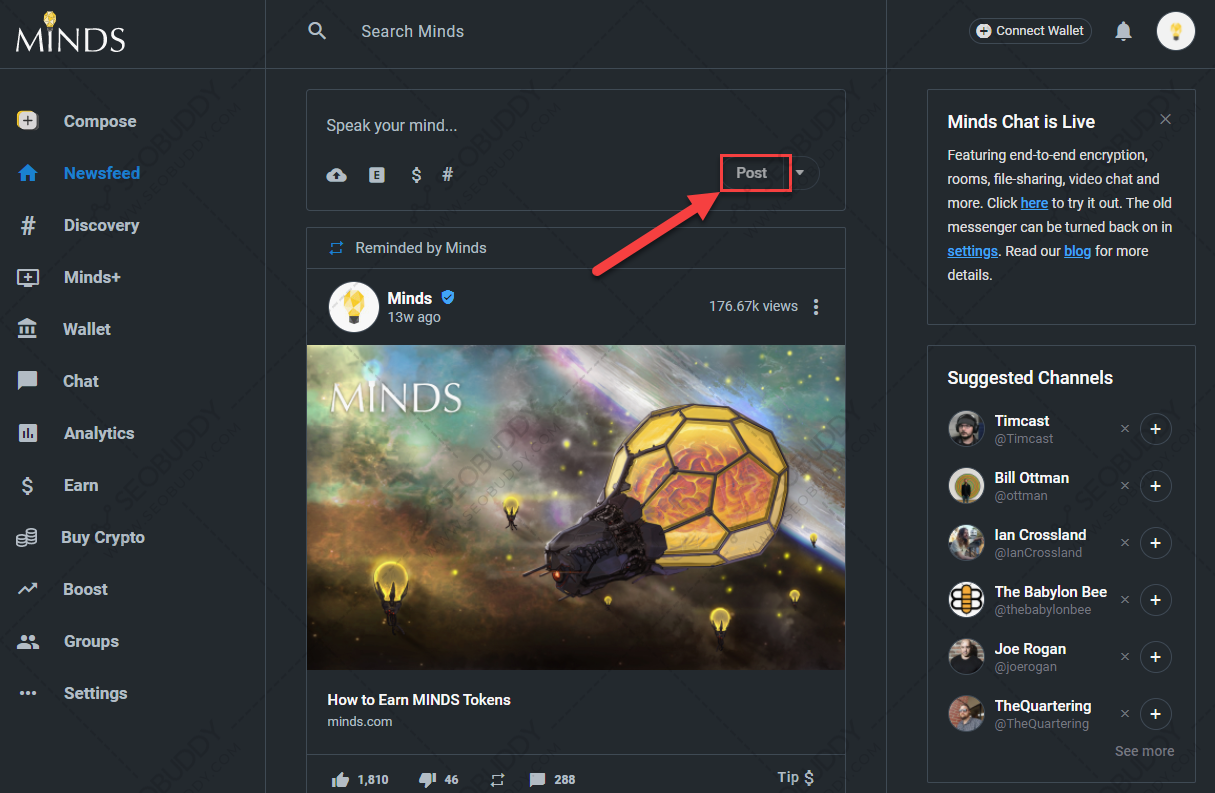 MINDS
Search Minds
Connect Wallet
Compose
Newsfeed
Discovery
Minds+
Wallet
Chat
Analytics
Earn
Buy Crypto
Boost
Groups
Settings
Speak your mind...
E
$
#
Post
Reminded by Minds
Minds
13w ago
176.67k views
MINDS
How to Earn MINDS Tokens
minds.com
1,810
46
288
Tip $
Minds Chat is Live
Featuring end-to-end encryption,
rooms, file-sharing, video chat and
more. Click here to try it out. The old
messenger can be turned back on in
settings. Read our blog for more
details.
Suggested Channels
Timcast
@Timcast
Bill Ottman
@ottman
Ian Crossland
@IanCrossland
The Babylon Bee
@thebabylonbee
Joe Rogan
@joerogan
TheQuartering
@TheQuartering
See more
SEOBUDDY
WWW.SEOBUDDY.COM